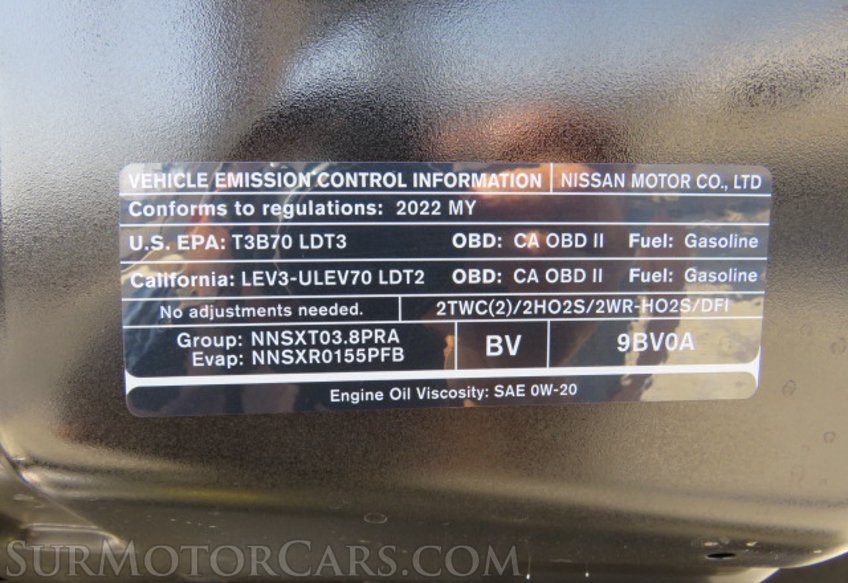 VEHICLE EMISSION CONTROL INFORMATION NISSAN MOTOR CO., LTD
Conforms to regulations: 2022 MY
U.S. EPA: T3B70 LDT3 OBD: CA OBD II Fuel: Gasoline
California: LEV3-ULEV70 LDT2 OBD: CA OBD II Fuel: Gasoline
No adjustments needed. 2TWC(2)/2HO2S/2WR-HO2S/DFI
Group: NNSXT03.8PRA
Evap: NNSXR0155PFB
BV 9BV0A
Engine Oil Viscosity: SAE 0W-20
SurMotorCars.com